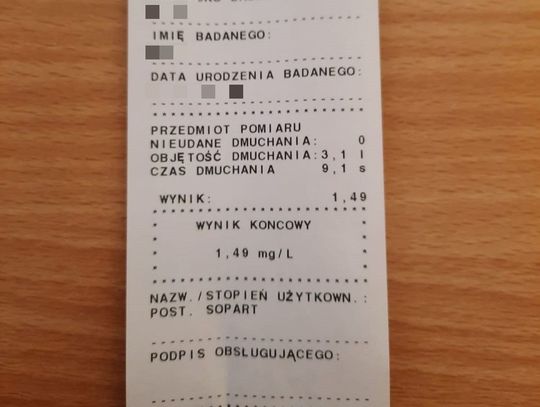 IMIĘ BADANEGO:
DATA URODZENIA BADANEGO:
PRZEDMIOT POMIARU
NIEUDANE DMUCHANIA: 0
OBJĘTOŚĆ DMUCHANIA: 3,1 l
CZAS DMUCHANIA 9,1 s
WYNIK: 1,49
WYNIK KONCOWY
1,49 mg/L
NAZW./STOPIEŃ UŻYTKOWN.:
POST. SOPART
PODPIS OBSŁUGUJĄCEGO: